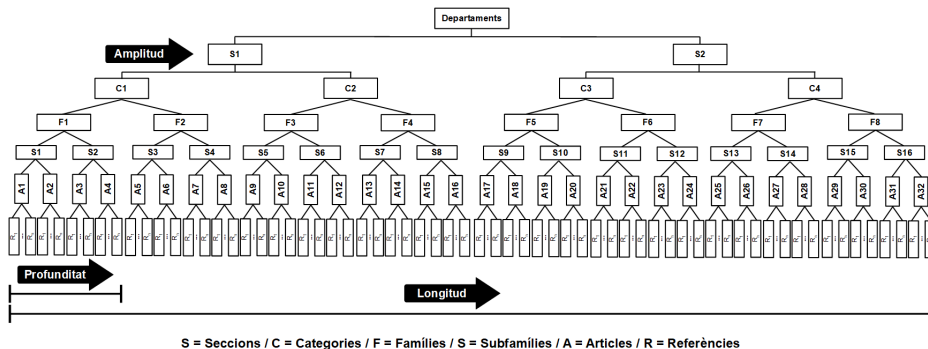 Departaments
Amplitud
S1 S2
C1 C2 C3 C4
F1 F2 F3 F4 F5 F6 F7 F8
S1 S2 S3 S4 S5 S6 S7 S8 S9 S10 S11 S12 S13 S14 S15 S16
A1 A2 A3 A4 A5 A6 A7 A8 A9 A10 A11 A12 A13 A14 A15 A16 A17 A18 A19 A20 A21 A22 A23 A24 A25 A26 A27 A28 A29 A30 A31 A32
Profunditat
Longitud
S = Seccions / C = Categories / F = Famílies / S = Subfamílies / A = Articles / R = Referències